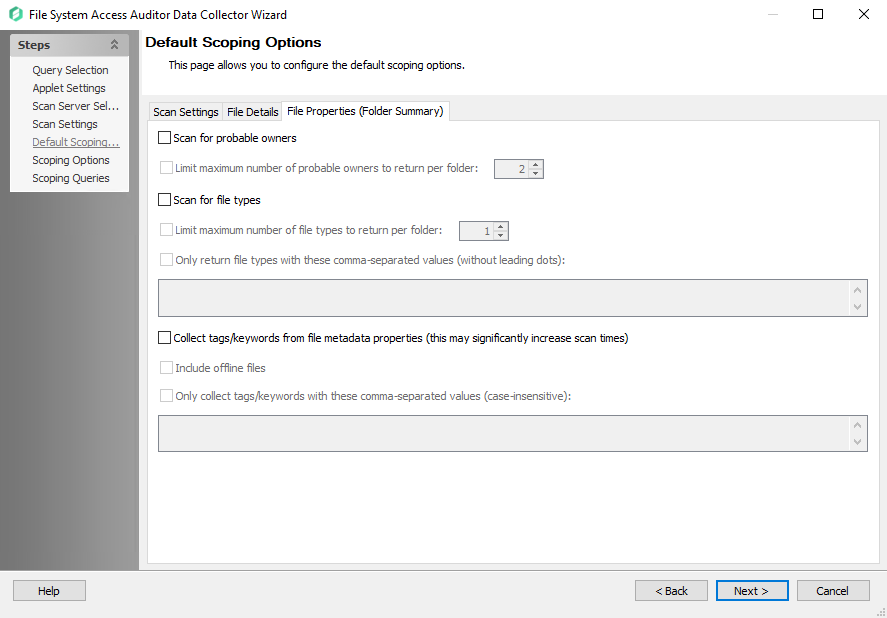 File System Access Auditor Data Collector Wizard
Steps
Query Selection
Applet Settings
Scan Server Sel...
Scan Settings
Default Scoping...
Scoping Options
Scoping Queries
Default Scoping Options
This page allows you to configure the default scoping options.
Scan Settings File Details File Properties (Folder Summary)
Scan for probable owners
Limit maximum number of probable owners to return per folder: 2
Scan for file types
Limit maximum number of file types to return per folder: 1
Only return file types with these comma-separated values (without leading dots):
Collect tags/keywords from file metadata properties (this may significantly increase scan times)
Include offline files
Only collect tags/keywords with these comma-separated values (case-insensitive):
Help < Back Next > Cancel